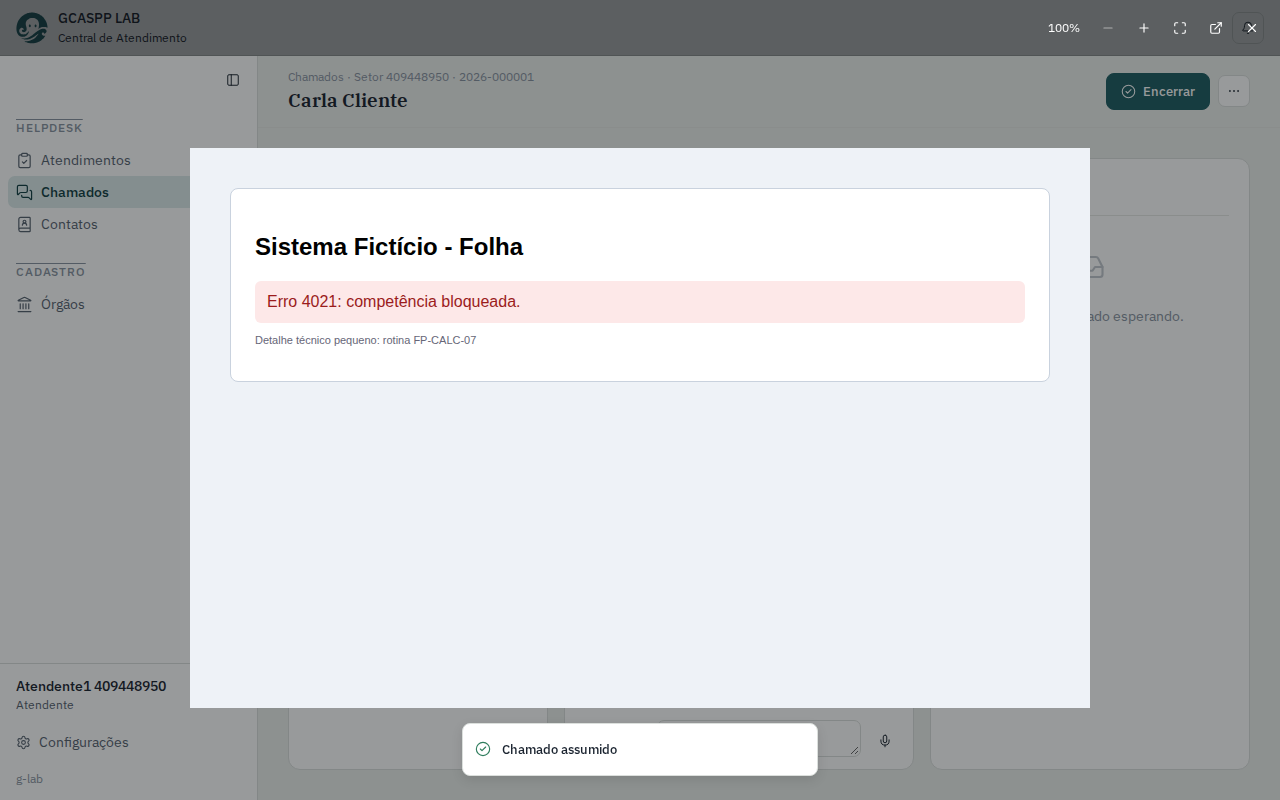 GCASPP LAB
Central de Atendimento
100%
Chamados · Setor 409448950 · 2026-000001
Carla Cliente
Encerrar
HELPDESK
Atendimentos
Chamados
Contatos
CADASTRO
Órgãos
Sistema Fictício - Folha
Erro 4021: competência bloqueada.
Detalhe técnico pequeno: rotina FP-CALC-07
esperando.
Atendente1 409448950
Atendente
Configurações
g-lab
Chamado assumido